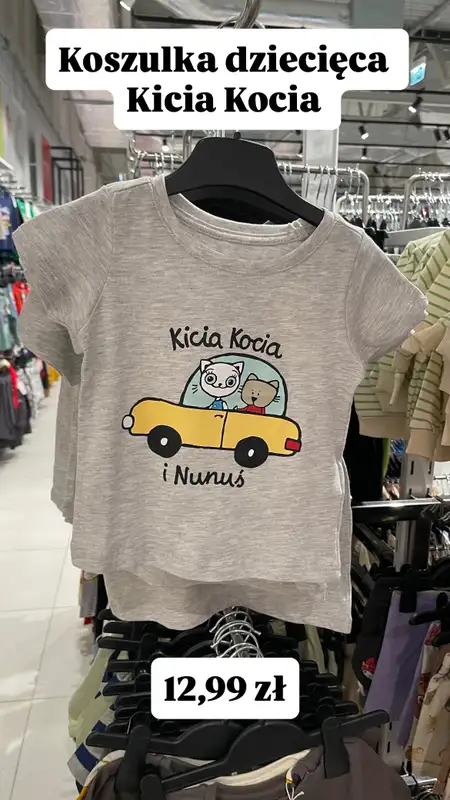 Koszulka dziecięca
Kicia Kocia
Kicia Kocia
i Nunuś
12,99 zł